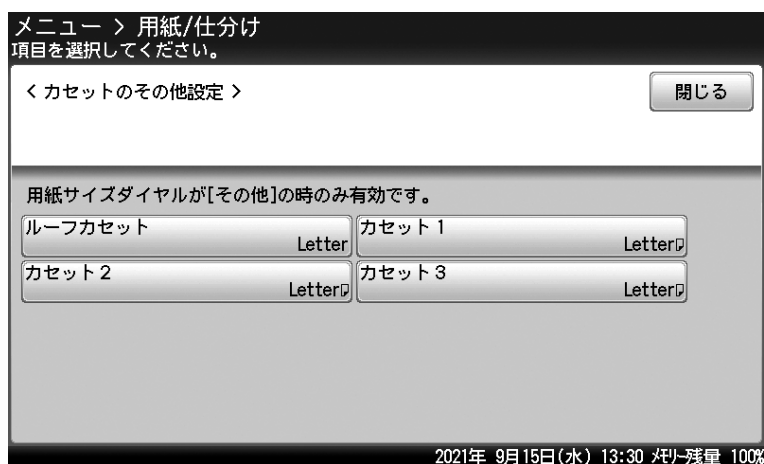 メニュー > 用紙/仕分け
項目を選択してください。
< カセットのその他設定 >
閉じる
用紙サイズダイヤルが[その他]の時のみ有効です。
ルーフカセット
Letter
カセット1
Letter
カセット2
Letter
カセット3
Letter
2021年 9月15日(水) 13:30 メモリー残量 100%